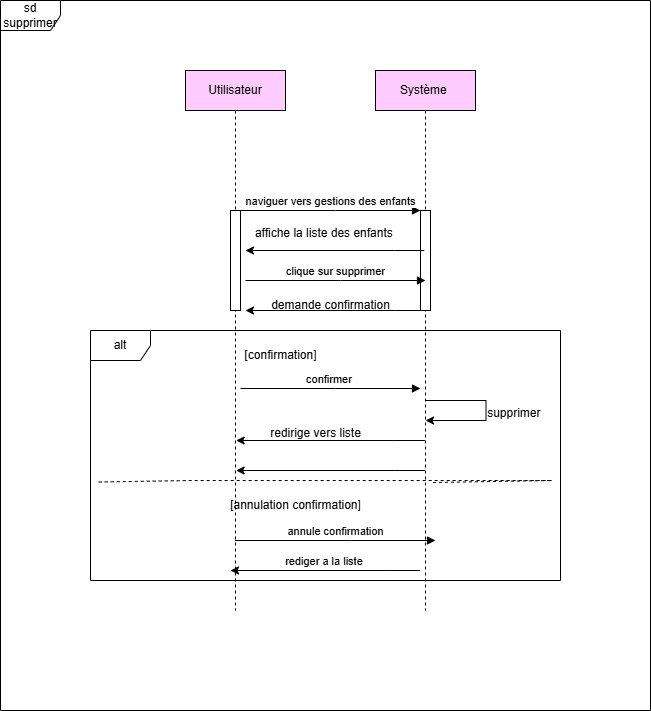 sd
supprimer
Utilisateur
Système
naviguer vers gestions des enfants
affiche la liste des enfants
clique sur supprimer
demande confirmation
alt
[confirmation]
confirmer
supprimer
redirige vers liste
[annulation confirmation]
annule confirmation
rediger a la liste